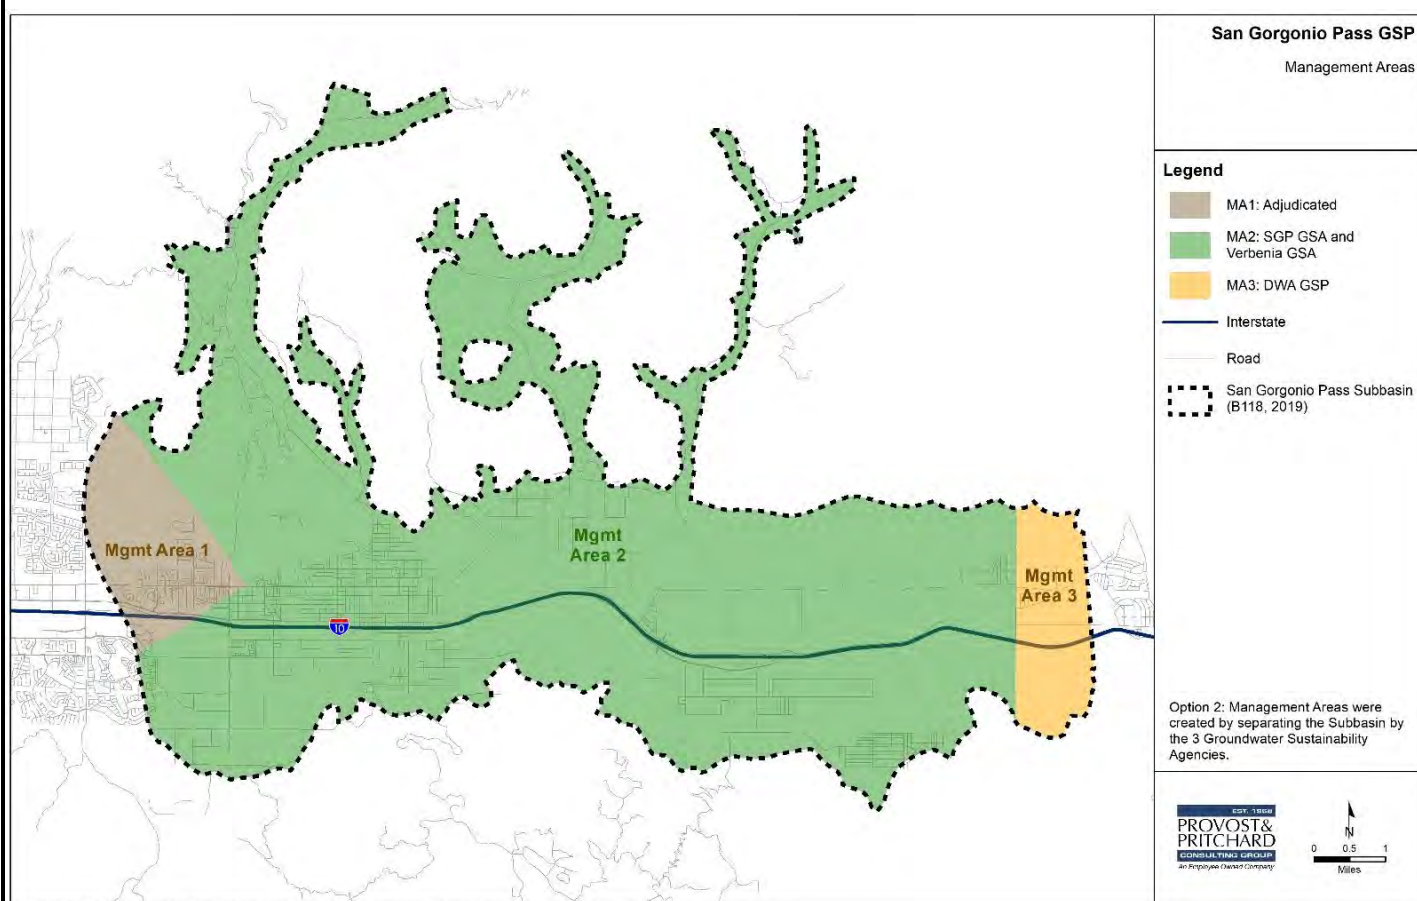 San Gorgonio Pass GSP
Management Areas
Legend
MA1: Adjudicated
MA2: SGP GSA and
Verbenia GSA
MA3: DWA GSP
Interstate
Road
San Gorgonio Pass Subbasin
(B118, 2019)
Mgmt Area 1
Mgmt
Area 2
Mgmt
Area 3
10
Option 2: Management Areas were
created by separating the Subbasin by
the 3 Groundwater Sustainability
Agencies.
EST. 1968
PROVOST&
PRITCHARD
CONSULTING GROUP
An Employee Owned Company
N
0 0.5 1
Miles